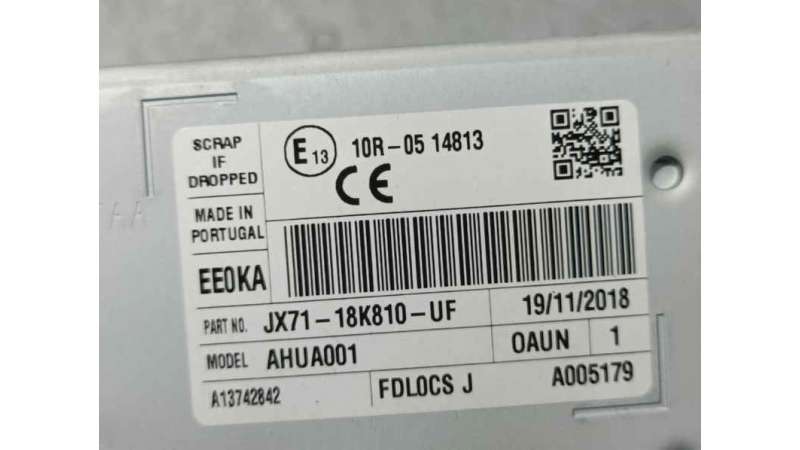 SCRAP
IF
DROPPED
E 13
10R-05 14813
CE
MADE IN
PORTUGAL
EE0KA
PART NO. JX71-18K810-UF
19/11/2018
MODEL AHUA001
OAUN 1
A13742842
FDLOCS J
A005179